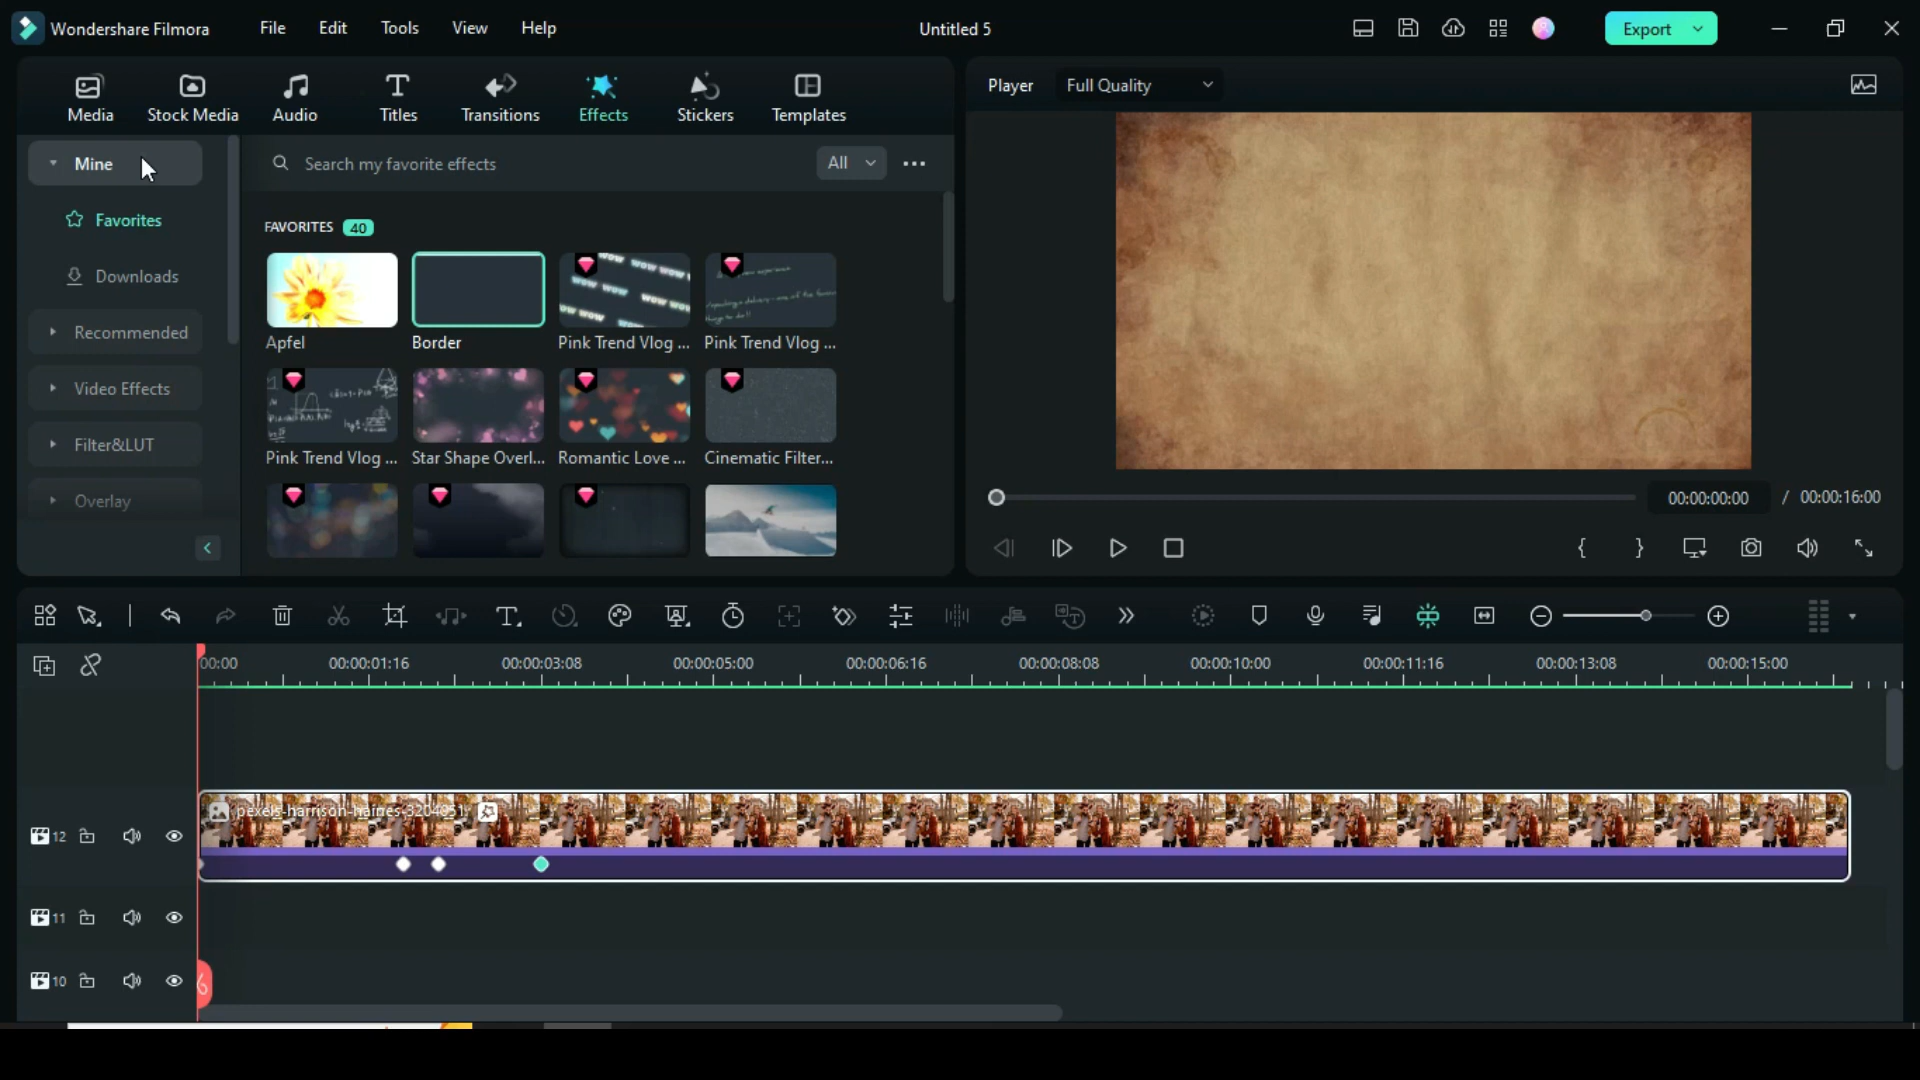 Wondershare Filmora File Edit Tools View Help Untitled 5 Export
Media Stock Media Audio Titles Transitions Effects Stickers Templates
Player Full Quality
Mine
Search my favorite effects All
Favorites
FAVORITES 40
Downloads
Recommended
Video Effects
Filter&LUT
Overlay
Apfel Border Pink Trend Vlog ... Pink Trend Vlog ...
Pink Trend Vlog ... Star Shape Overl... Romantic Love ... Cinematic Filter...
00:00:00:00 / 00:00:16:00
00:00 00:00:01:16 00:00:03:08 00:00:05:00 00:00:06:16 00:00:08:08 00:00:10:00 00:00:11:16 00:00:13:08 00:00:15:00
pexels-harrison-haines-3204951
12
11
10